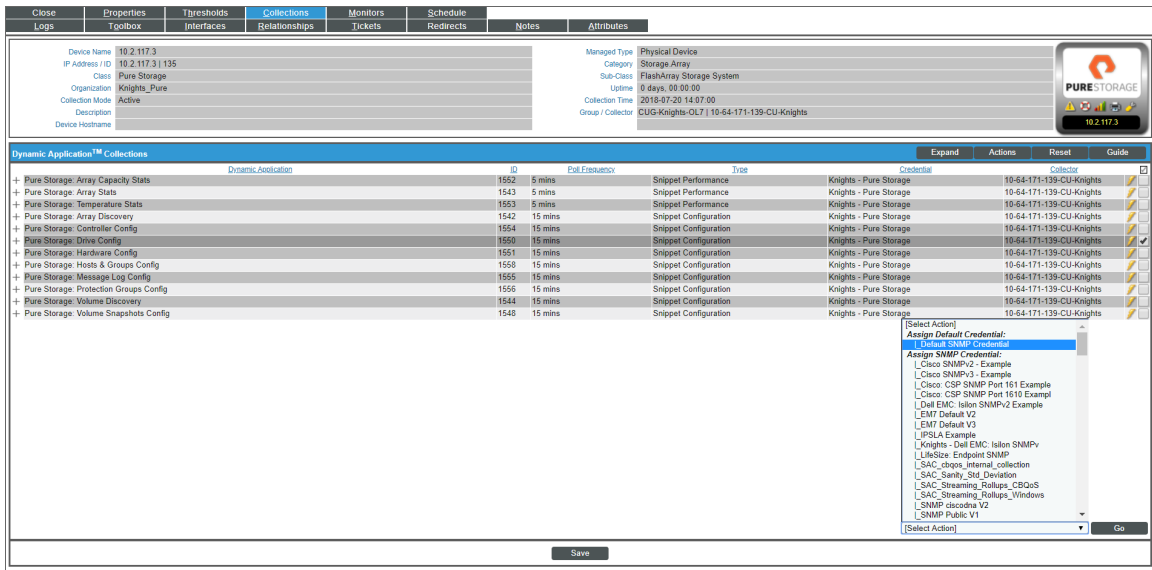 Close Properties Thresholds Collections Monitors Schedule
Logs Toolbox Interfaces Relationships Tickets Redirects Notes Attributes
Device Name 10.2.117.3 Managed Type Physical Device
IP Address / ID 10.2.117.3 | 135 Category Storage.Array
Class Pure Storage Sub-Class FlashArray Storage System
Organization Knights_Pure Uptime 0 days, 00:00:00
Collection Mode Active Collection Time 2018-07-20 14:07:00
Description Group / Collector CUG-Knights-OL7 | 10-64-171-139-CU-Knights
Device Hostname
PURESTORAGE
10.2.117.3
Dynamic Application™ Collections Expand Actions Reset Guide
Dynamic Application ID Poll Frequency Type Credential Collector
+ Pure Storage: Array Capacity Stats 1552 5 mins Snippet Performance Knights - Pure Storage 10-64-171-139-CU-Knights
+ Pure Storage: Array Stats 1543 5 mins Snippet Performance Knights - Pure Storage 10-64-171-139-CU-Knights
+ Pure Storage: Temperature Stats 1553 5 mins Snippet Performance Knights - Pure Storage 10-64-171-139-CU-Knights
+ Pure Storage: Array Discovery 1542 15 mins Snippet Configuration Knights - Pure Storage 10-64-171-139-CU-Knights
+ Pure Storage: Controller Config 1554 15 mins Snippet Configuration Knights - Pure Storage 10-64-171-139-CU-Knights
+ Pure Storage: Drive Config 1550 15 mins Snippet Configuration Knights - Pure Storage 10-64-171-139-CU-Knights
+ Pure Storage: Hardware Config 1551 15 mins Snippet Configuration Knights - Pure Storage 10-64-171-139-CU-Knights
+ Pure Storage: Hosts & Groups Config 1558 15 mins Snippet Configuration Knights - Pure Storage 10-64-171-139-CU-Knights
+ Pure Storage: Message Log Config 1555 15 mins Snippet Configuration Knights - Pure Storage 10-64-171-139-CU-Knights
+ Pure Storage: Protection Groups Config 1556 15 mins Snippet Configuration Knights - Pure Storage 10-64-171-139-CU-Knights
+ Pure Storage: Volume Discovery 1544 15 mins Snippet Configuration Knights - Pure Storage 10-64-171-139-CU-Knights
+ Pure Storage: Volume Snapshots Config 1548 15 mins Snippet Configuration Knights - Pure Storage 10-64-171-139-CU-Knights
[Select Action]
Assign Default Credential:
|_Default SNMP Credential
Assign SNMP Credential:
|_Cisco SNMPv2 - Example
|_Cisco SNMPv3 - Example
|_Cisco: CSP SNMP Port 161 Example
|_Cisco: CSP SNMP Port 1610 Exampl
|_Dell EMC: Isilon SNMPv2 Example
|_EM7 Default V2
|_EM7 Default V3
|_IPSLA Example
|_Knights - Dell EMC: Isilon SNMPv
|_LifeSize: Endpoint SNMP
|_SAC_cbqos_internal_collection
|_SAC_Sanity_Std_Deviation
|_SAC_Streaming_Rollups_CBQoS
|_SAC_Streaming_Rollups_Windows
|_SNMP ciscodna V2
|_SNMP Public V1
[Select Action] Go
Save